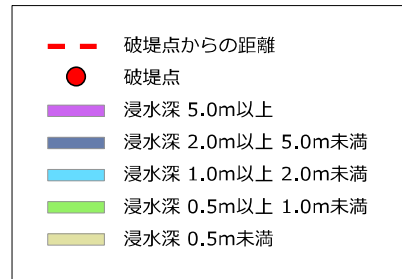 破堤点からの距離
破堤点
浸水深 5.0m以上
浸水深 2.0m以上 5.0m未満
浸水深 1.0m以上 2.0m未満
浸水深 0.5m以上 1.0m未満
浸水深 0.5m未満